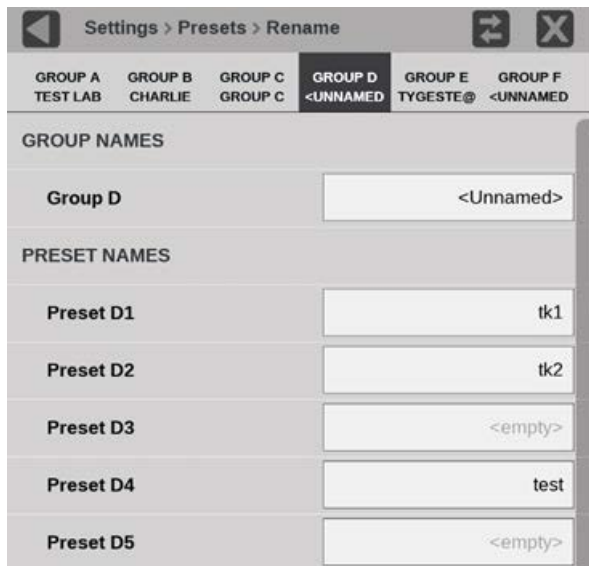 Settings > Presets > Rename
GROUP A GROUP B GROUP C GROUP D GROUP E GROUP F
TEST LAB CHARLIE GROUP C <UNNAMED TYGESTE@ <UNNAMED
GROUP NAMES
Group D <Unnamed>
PRESET NAMES
Preset D1 tk1
Preset D2 tk2
Preset D3 <empty>
Preset D4 test
Preset D5 <empty>